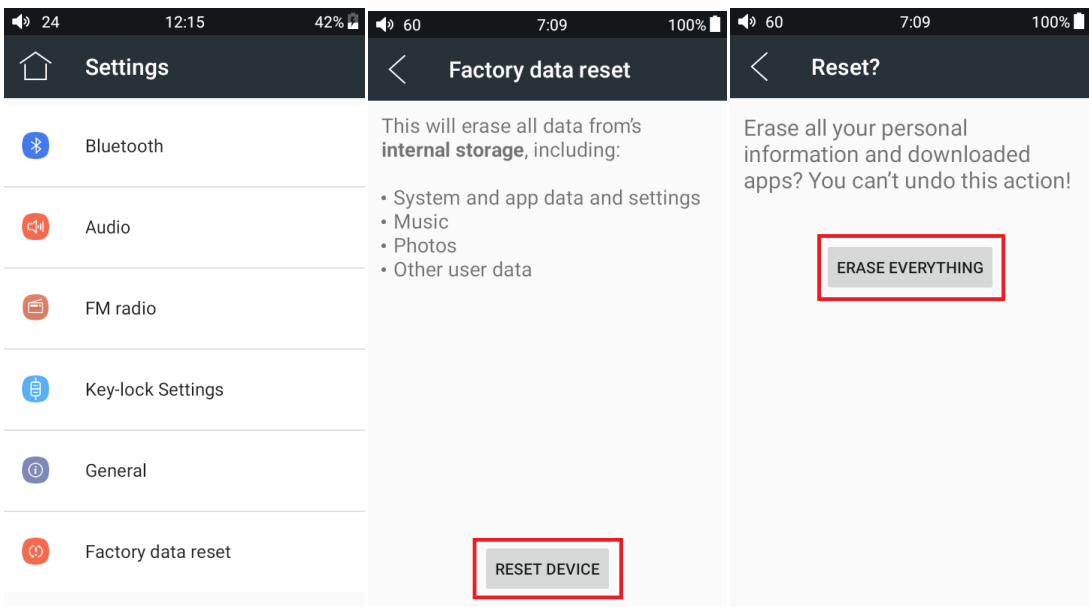 24
12:15
42%
Settings
Bluetooth
Audio
FM radio
Key-lock Settings
General
Factory data reset
60
7:09
100%
Factory data reset
This will erase all data from's
internal storage, including:
• System and app data and settings
• Music
• Photos
• Other user data
RESET DEVICE
60
7:09
100%
Reset?
Erase all your personal
information and downloaded
apps? You can't undo this action!
ERASE EVERYTHING